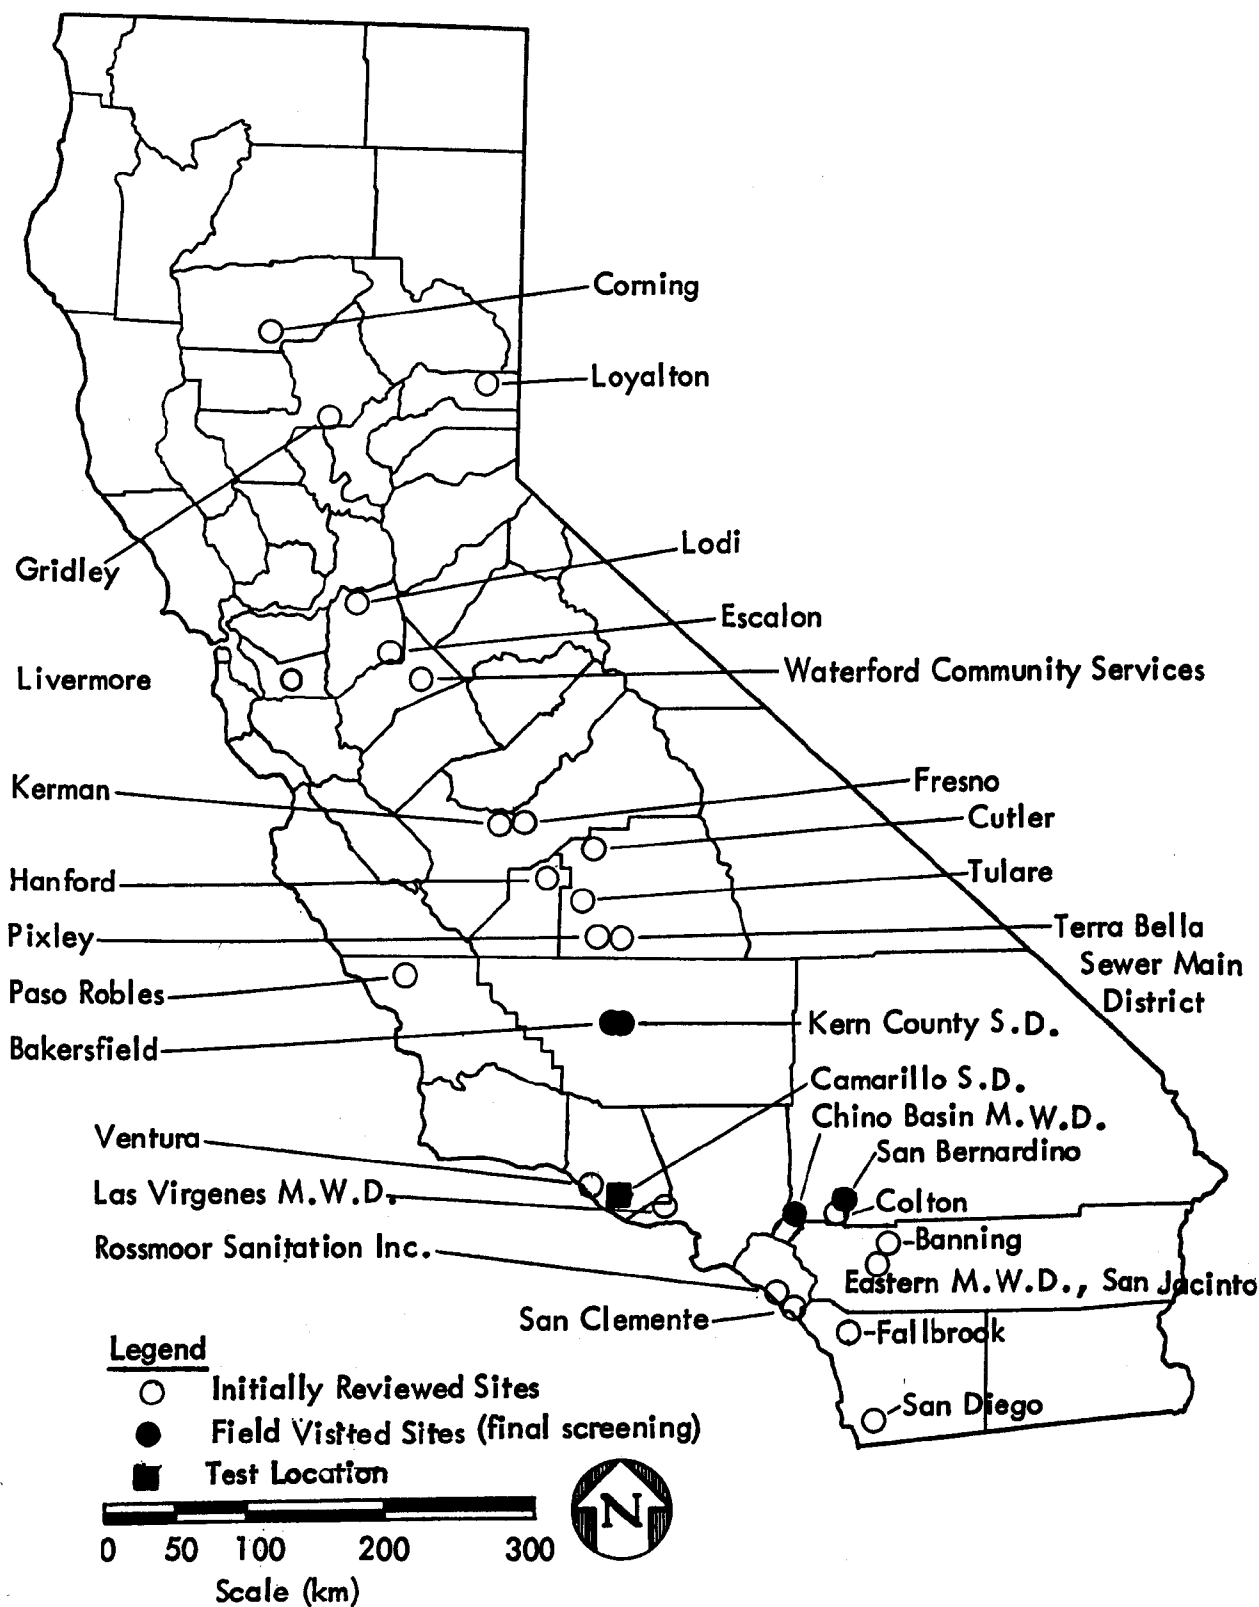 Corning
Loyalton
Gridley
Lodi
Escalon
Livermore
Waterford Community Services
Kerman
Fresno
Cutler
Hanford
Tulare
Pixley
Terra Bella
Sewer Main
District
Paso Robles
Bakersfield
Kern County S.D.
Camarillo S.D.
Chino Basin M.W.D.
Ventura
San Bernardino
Las Virgenes M.W.D.
Colton
Rossmoor Sanitation Inc.
Banning
Eastern M.W.D., San Jacinto
San Clemente
Fallbrook
San Diego
Legend
Initially Reviewed Sites
Field Visited Sites (final screening)
Test Location
N
0 50 100 200 300
Scale (km)